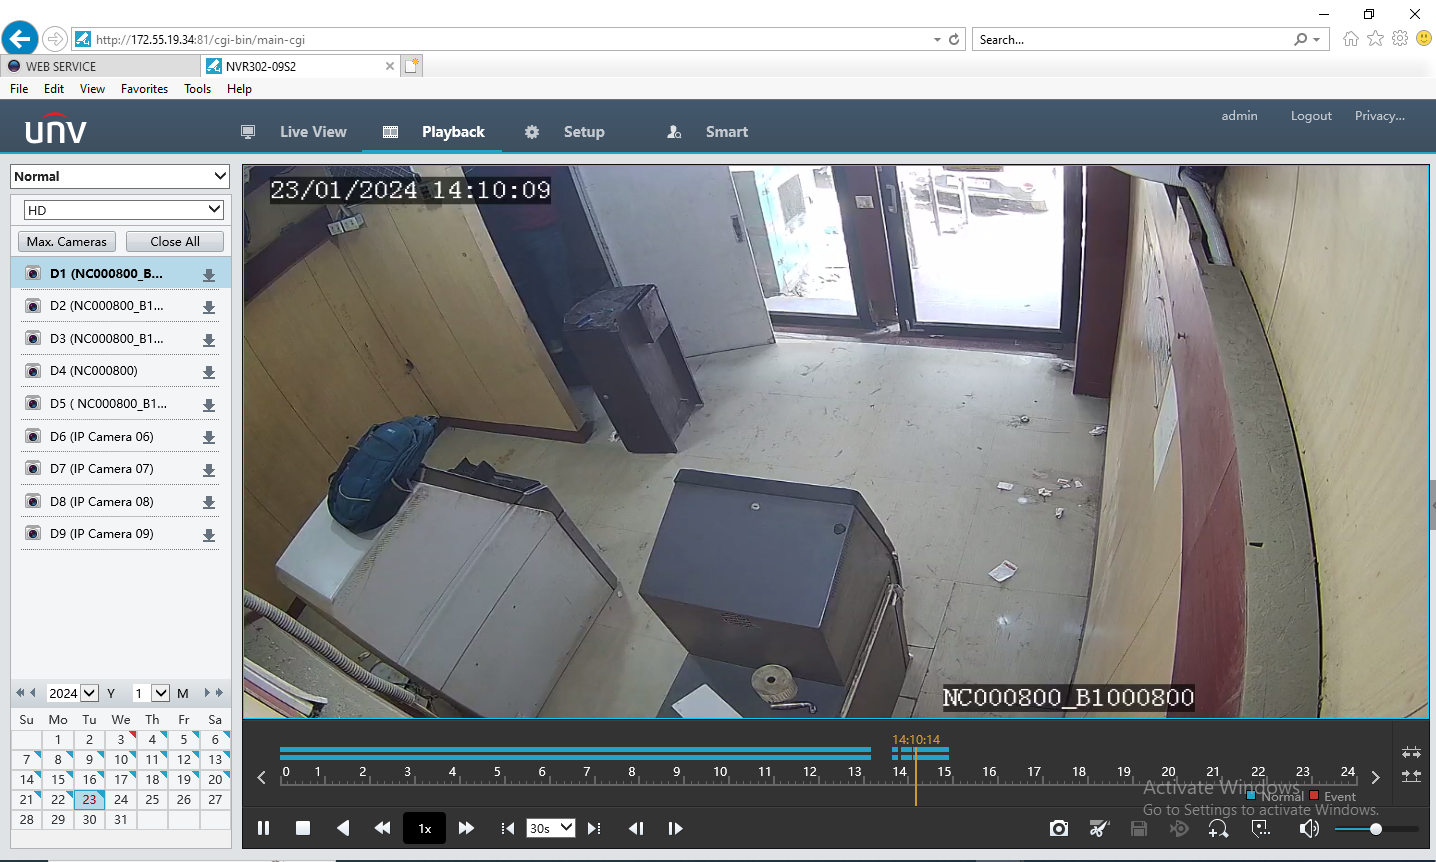 http://172.55.19.34:81/cgi-bin/main-cgi
Search...
WEB SERVICE
NVR302-09S2
File Edit View Favorites Tools Help
admin Logout Privacy...
unv
Live View Playback Setup Smart
Normal
HD
Max. Cameras Close All
D1 (NC000800_B...
D2 (NC000800_B1...
D3 (NC000800_B1...
D4 (NC000800)
D5 ( NC000800_B1...
D6 (IP Camera 06)
D7 (IP Camera 07)
D8 (IP Camera 08)
D9 (IP Camera 09)
2024 Y 1 M
Su Mo Tu We Th Fr Sa
1 2 3 4 5 6
7 8 9 10 11 12 13
14 15 16 17 18 19 20
21 22 23 24 25 26 27
28 29 30 31
23/01/2024 14:10:09
NC000800_B1000800
14:10:14
0 1 2 3 4 5 6 7 8 9 10 11 12 13 14 15 16 17 18 19 20 21 22 23 24
Normal Event
Activate Windows
Go to Settings to activate Windows.
1x
30s